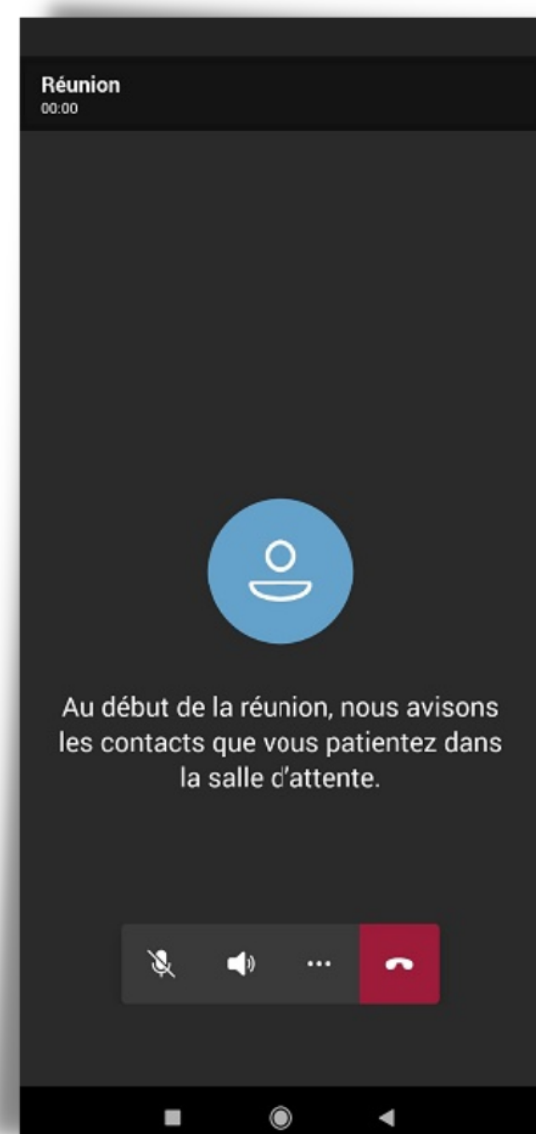 Réunion
00:00
Au début de la réunion, nous avisons
les contacts que vous patientez dans
la salle d'attente.